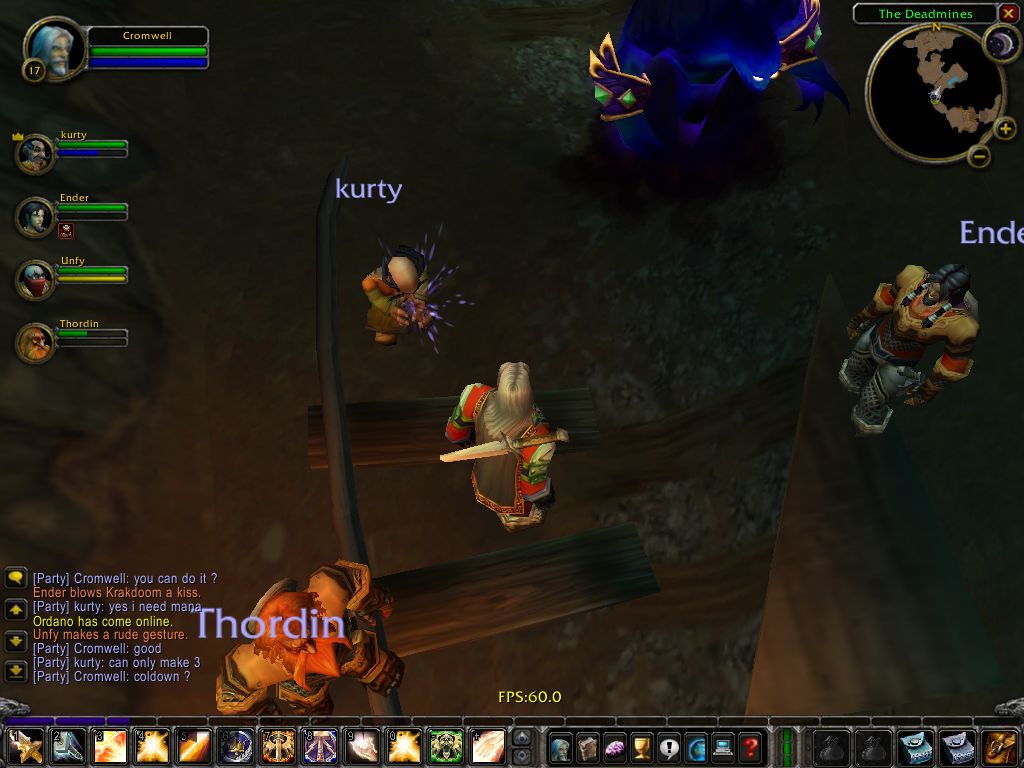 Cromwell
17
The Deadmines
N
kurty
Ender
Unfy
Thordin
kurty
Ende
Thordin
[Party] Cromwell: you can do it ?
Ender blows Krakdoom a kiss.
[Party] kurty: yes i need mana
Ordano has come online.
Unfy makes a rude gesture.
[Party] Cromwell: good
[Party] kurty: can only make 3
[Party] Cromwell: coldown ?
FPS:60.0